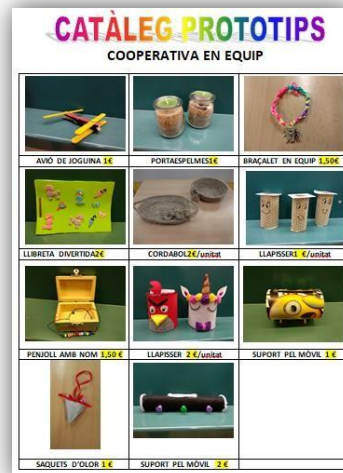 CATÀLEG PROTOTIPS
COOPERATIVA EN EQUIP
AVIÓ DE JOGUINA 1€
PORTAESPELMES1€
BRAÇALET EN EQUIP 1,50€
LLIBRETA DIVERTIDA2€
CORDABOL2€/unitat
LLAPISSER1 €/unitat
PENJOLL AMB NOM 1,50 €
LLAPISSER 2 €/unitat
SUPORT PEL MÒVIL 1 €
SAQUETS D'OLOR 1 €
SUPORT PEL MÒVIL 2 €